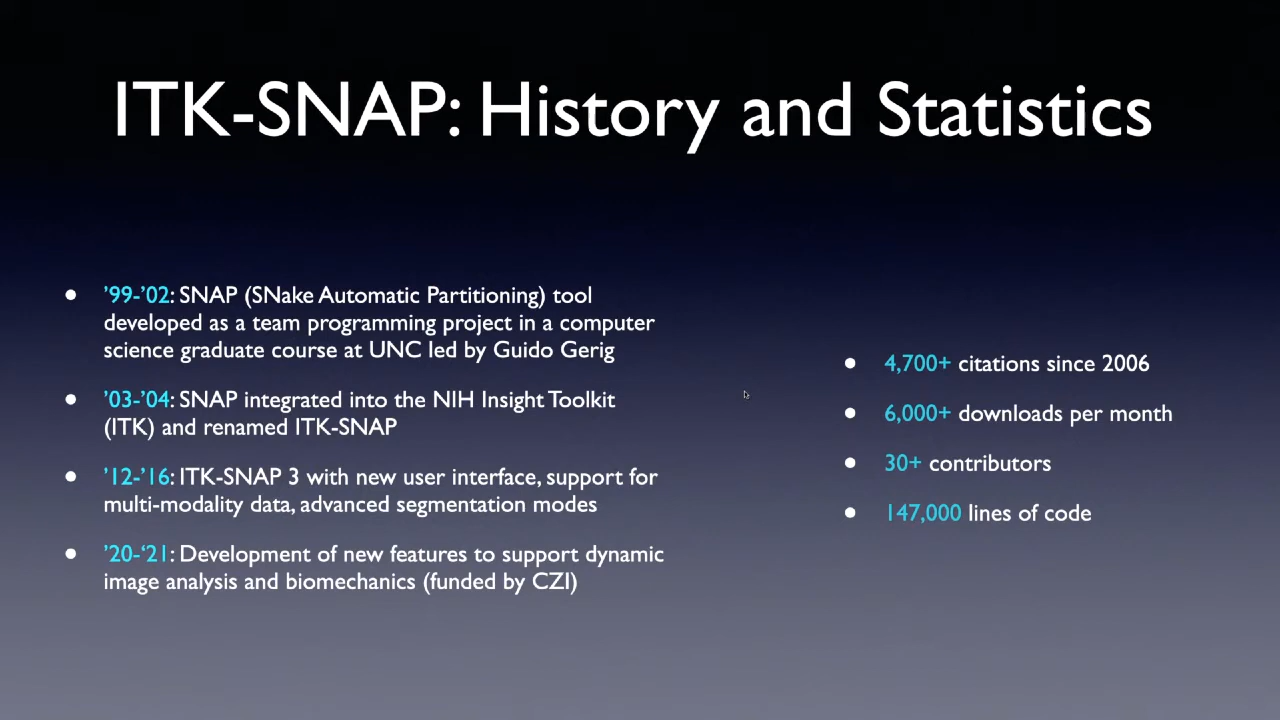 ITK-SNAP: History and Statistics
’99-’02: SNAP (SNake Automatic Partitioning) tool
developed as a team programming project in a computer
science graduate course at UNC led by Guido Gerig
’03-’04: SNAP integrated into the NIH Insight Toolkit
(ITK) and renamed ITK-SNAP
’12-’16: ITK-SNAP 3 with new user interface, support for
multi-modality data, advanced segmentation modes
’20-‘21: Development of new features to support dynamic
image analysis and biomechanics (funded by CZI)
4,700+ citations since 2006
6,000+ downloads per month
30+ contributors
147,000 lines of code